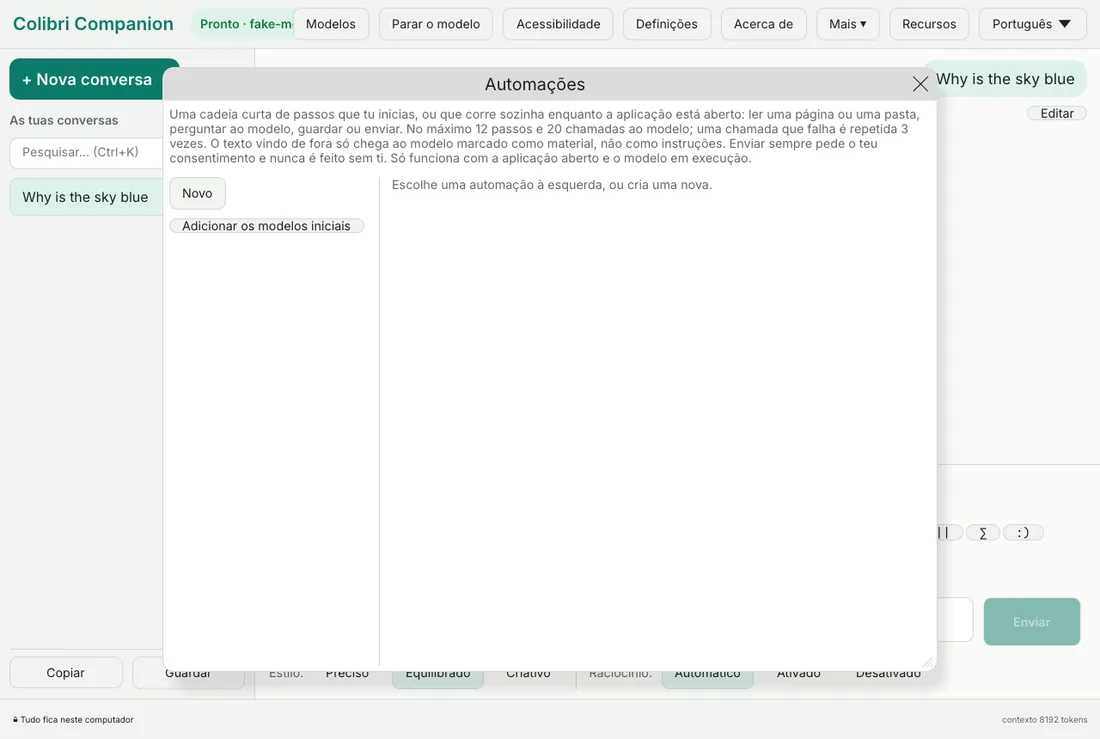 Colibri Companion
Pronto · fake-m
Modelos
Parar o modelo
Acessibilidade
Definições
Acerca de
Mais ▾
Recursos
Português
+ Nova conversa
As tuas conversas
Pesquisar... (Ctrl+K)
Why is the sky blue
Automações
Uma cadeia curta de passos que tu inicias, ou que corre sozinha enquanto a aplicação está aberto: ler uma página ou uma pasta,
perguntar ao modelo, guardar ou enviar. No máximo 12 passos e 20 chamadas ao modelo; uma chamada que falha é repetida 3
vezes. O texto vindo de fora só chega ao modelo marcado como material, não como instruções. Enviar sempre pede o teu
consentimento e nunca é feito sem ti. Só funciona com a aplicação aberto e o modelo em execução.
Novo
Adicionar os modelos iniciais
Escolhe uma automação à esquerda, ou cria uma nova.
Why is the sky blue
Editar
||
∑
:)
Enviar
Copiar
Guardar
Estilo:
Preciso
Equilibrado
Criativo
Raciocínio:
Automático
Ativado
Desativado
Tudo fica neste computador
contexto 8192 tokens